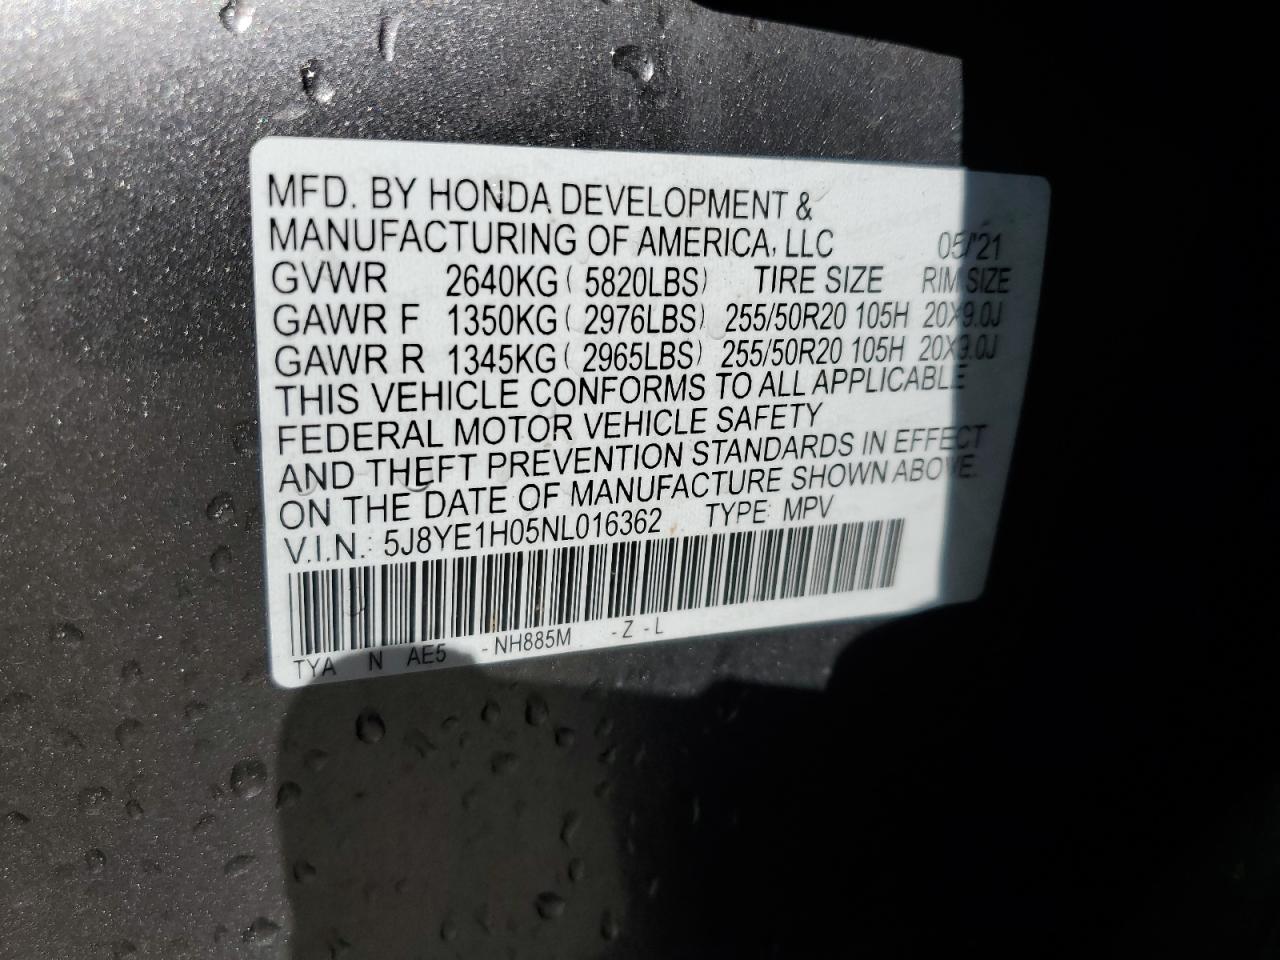 MFD. BY HONDA DEVELOPMENT &
MANUFACTURING OF AMERICA, LLC 05/'21
GVWR 2640KG ( 5820LBS) TIRE SIZE RIM SIZE
GAWR F 1350KG ( 2976LBS) 255/50R20 105H 20X9.0J
GAWR R 1345KG ( 2965LBS) 255/50R20 105H 20X9.0J
THIS VEHICLE CONFORMS TO ALL APPLICABLE
FEDERAL MOTOR VEHICLE SAFETY
AND THEFT PREVENTION STANDARDS IN EFFECT
ON THE DATE OF MANUFACTURE SHOWN ABOVE.
V.I.N.: 5J8YE1H05NL016362 TYPE: MPV
TYA N AE5 -NH885M -Z -L